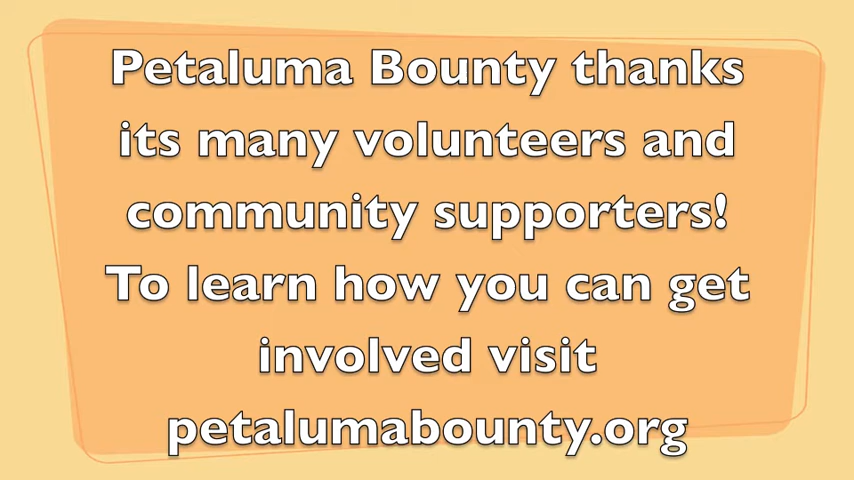 Petaluma Bounty thanks
its many volunteers and
community supporters!
To learn how you can get
involved visit
petalumabounty.org